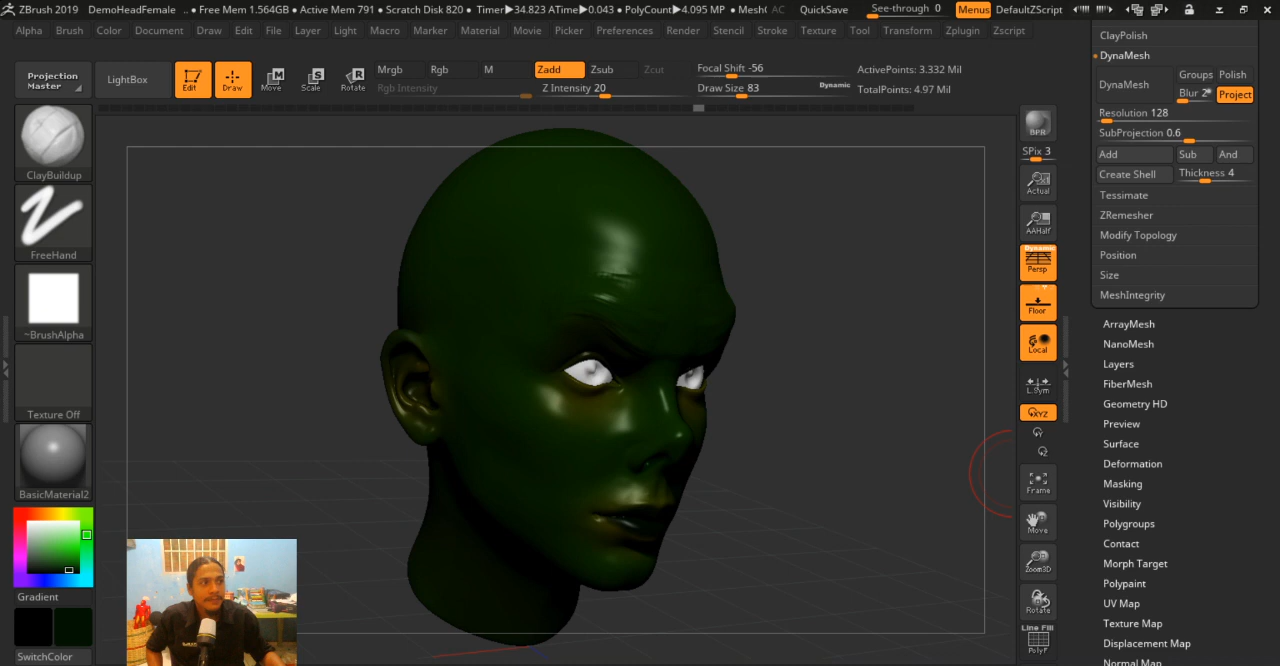 ZBrush 2019 DemoHeadFemale .. ● Free Mem 1.564GB ● Active Mem 791 ● Scratch Disk 820 ● Timer▶34.823 ATime▶0.043 ● PolyCount▶4.095 MP ● Mesh AC QuickSave See-through 0 Menus DefaultZScript
Alpha Brush Color Document Draw Edit File Layer Light Macro Marker Material Movie Picker Preferences Render Stencil Stroke Texture Tool Transform Zplugin Zscript
Projection
Master
LightBox
Edit
Draw
Move
Scale
Rotate
Mrgb Rgb M
Rgb Intensity
Zadd Zsub Zcut
Z Intensity 20
Focal Shift -56
Draw Size 83
Dynamic
ActivePoints: 3.332 Mil
TotalPoints: 4.97 Mil
ClayBuildup
FreeHand
~BrushAlpha
Texture Off
BasicMaterial2
Gradient
SwitchColor
BPR
SPix 3
Actual
AAHalf
Dynamic
Persp
Floor
Local
L.Sym
XYZ
Y
Z
Frame
Move
Zoom3D
Rotate
Line Fill
PolyF
ClayPolish
DynaMesh
DynaMesh
Groups Polish
Blur 2 Project
Resolution 128
SubProjection 0.6
Add Sub And
Create Shell Thickness 4
Tessimate
ZRemesher
Modify Topology
Position
Size
MeshIntegrity
ArrayMesh
NanoMesh
Layers
FiberMesh
Geometry HD
Preview
Surface
Deformation
Masking
Visibility
Polygroups
Contact
Morph Target
Polypaint
UV Map
Texture Map
Displacement Map
Normal Map